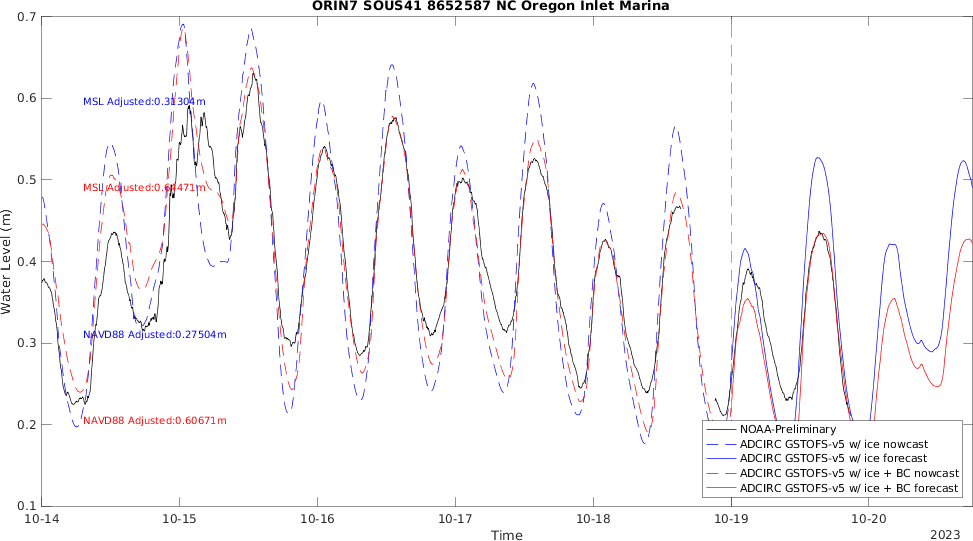 ORIN7 SOUS41 8652587 NC Oregon Inlet Marina
0.7
0.6
0.5
0.4
0.3
0.2
0.1
Water Level (m)
MSL Adjusted:0.31304m
MSL Adjusted:0.64471m
NAVD88 Adjusted:0.27504m
NAVD88 Adjusted:0.60671m
NOAA-Preliminary
ADCIRC GSTOFS-v5 w/ ice nowcast
ADCIRC GSTOFS-v5 w/ ice forecast
ADCIRC GSTOFS-v5 w/ ice + BC nowcast
ADCIRC GSTOFS-v5 w/ ice + BC forecast
10-14 10-15 10-16 10-17 10-18 10-19 10-20
Time
2023